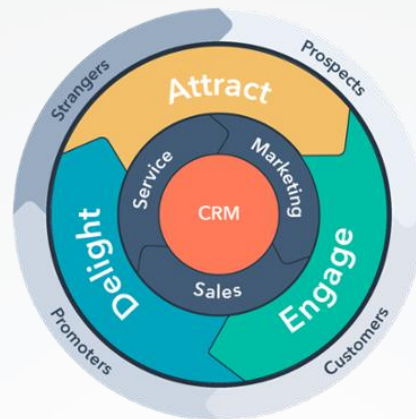 Strangers
Prospects
Attract
Service
Marketing
CRM
Delight
Sales
Engage
Promoters
Customers